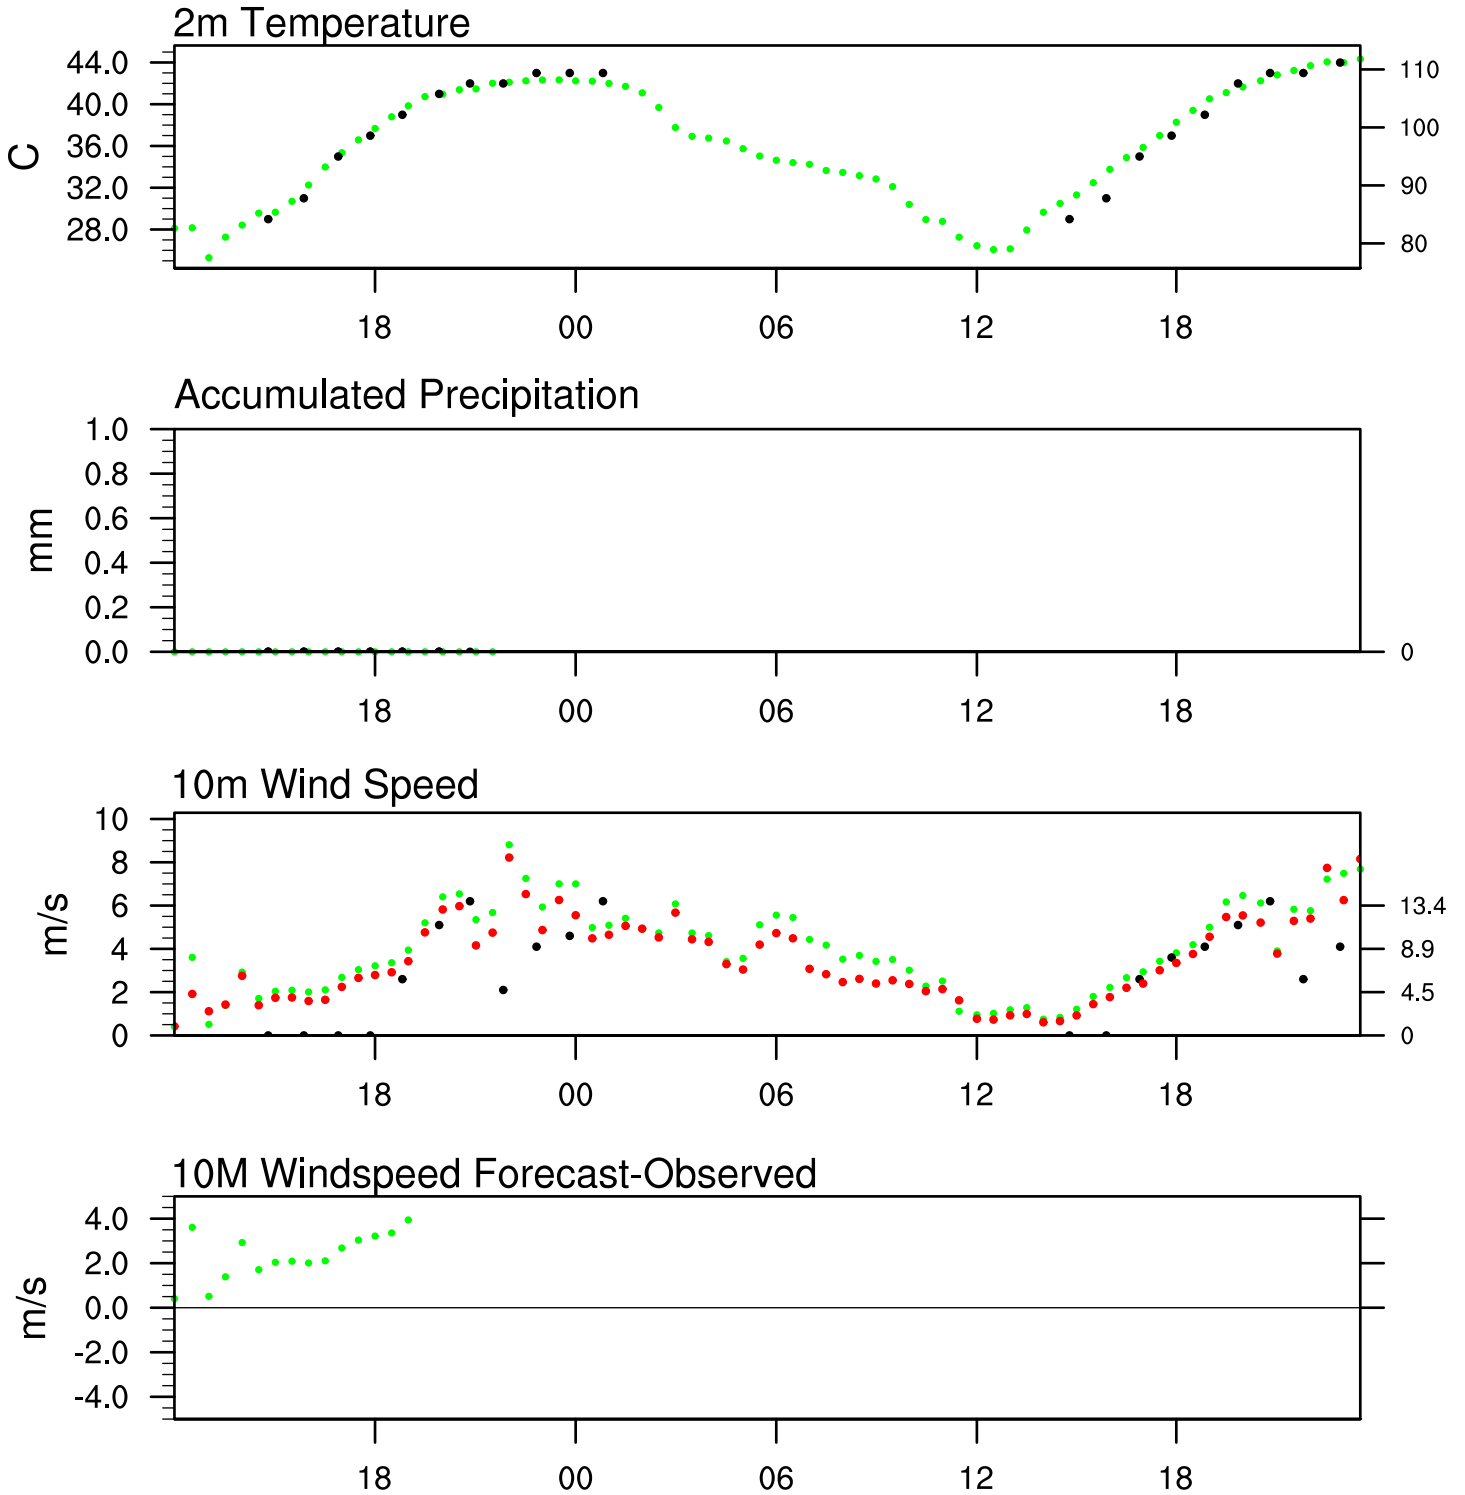 2m Temperature
44.0
40.0
36.0
32.0
28.0
C
110
100
90
80
18 00 06 12 18
Accumulated Precipitation
1.0
0.8
0.6
0.4
0.2
0.0
mm
0
18 00 06 12 18
10m Wind Speed
10
8
6
4
2
0
m/s
13.4
8.9
4.5
0
18 00 06 12 18
10M Windspeed Forecast-Observed
4.0
2.0
0.0
-2.0
-4.0
m/s
18 00 06 12 18